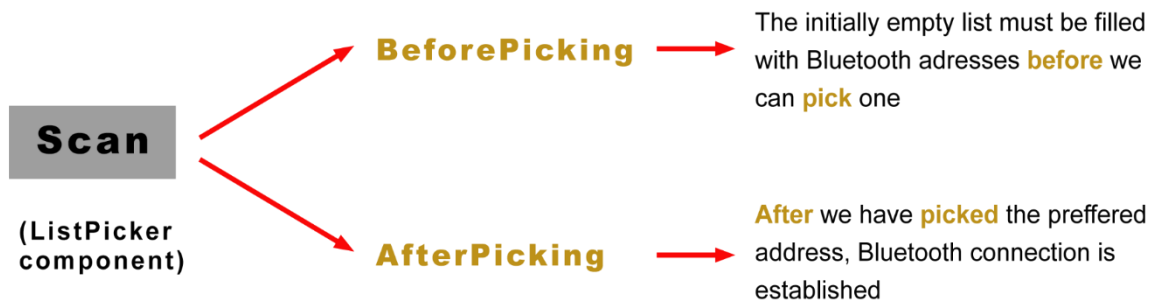 Scan
(ListPicker
component)
BeforePicking
The initially empty list must be filled
with Bluetooth adresses before we
can pick one
AfterPicking
After we have picked the preffered
address, Bluetooth connection is
established